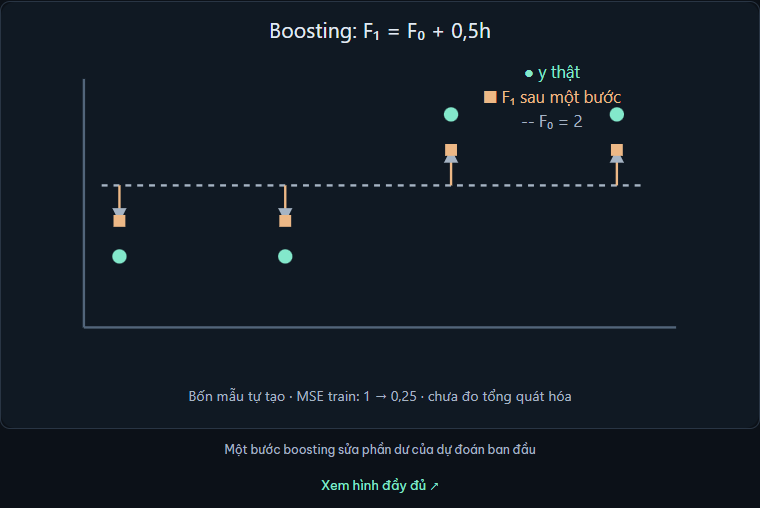 Boosting: F₁ = F₀ + 0,5h
● y thật
■ F₁ sau một bước
-- F₀ = 2
Bốn mẫu tự tạo · MSE train: 1 → 0,25 · chưa đo tổng quát hóa
Một bước boosting sửa phần dư của dự đoán ban đầu
Xem hình đầy đủ ↗